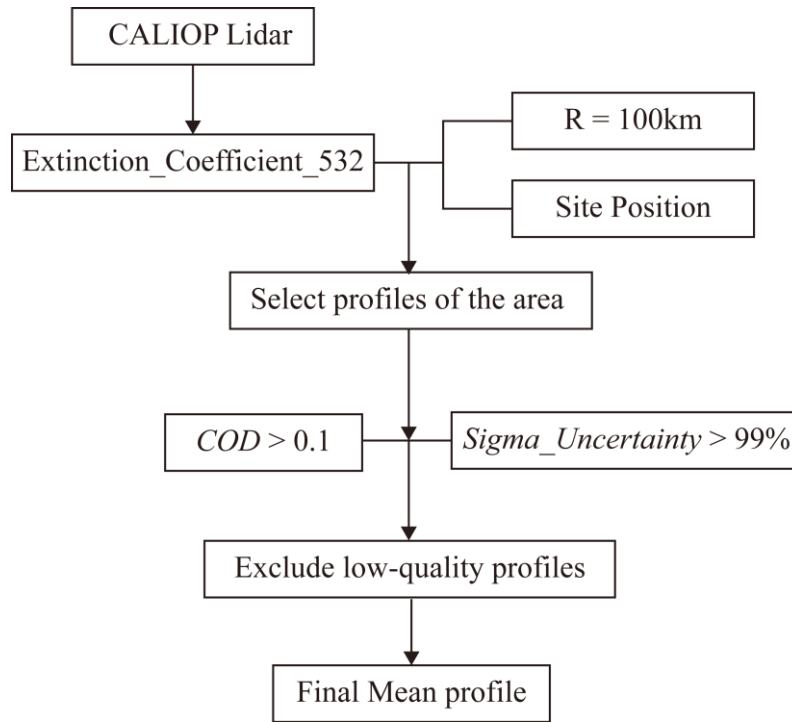 CALIOP Lidar
Extinction_Coefficient_532
R = 100km
Site Position
Select profiles of the area
COD > 0.1
Sigma_Uncertainty > 99%
Exclude low-quality profiles
Final Mean profile